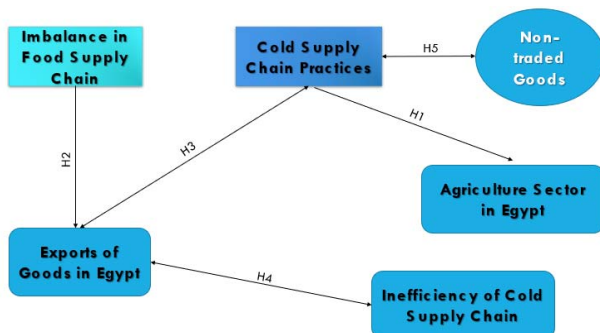 Imbalance in
Food Supply
Chain
Cold Supply
Chain Practices
H5
Non-
traded
Goods
H2
H3
H1
Agriculture Sector
in Egypt
Exports of
Goods in Egypt
H4
Inefficiency of Cold
Supply Chain